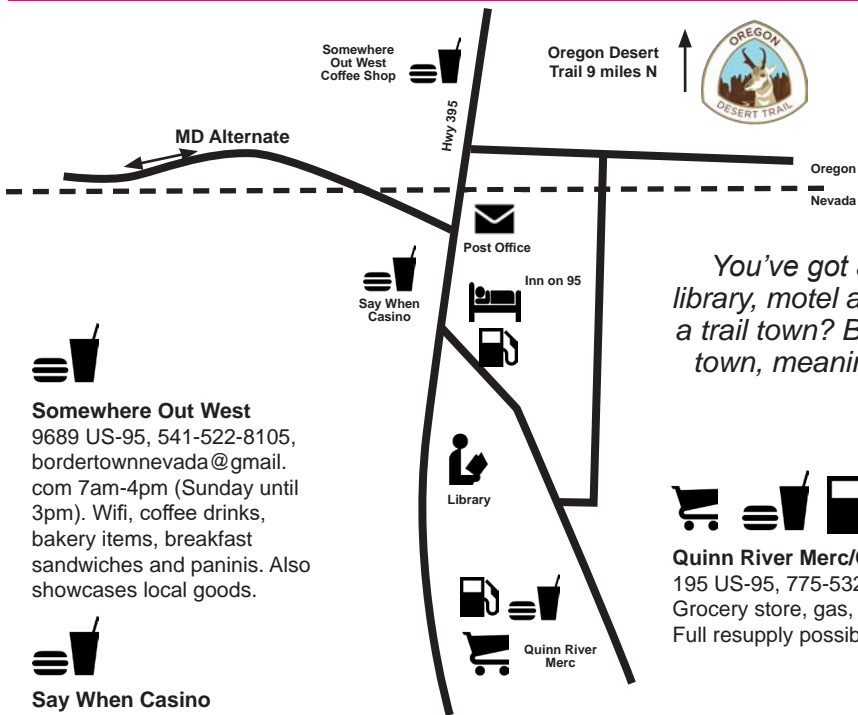 Somewhere
Out West
Coffee Shop
Oregon Desert
Trail 9 miles N
OREGON
DESERT TRAIL
Hwy 395
MD Alternate
Oregon
Nevada
Post Office
Inn on 95
Say When
Casino
You've got
library, motel
a trail town?
town,
Somewhere Out West
9689 US-95, 541-522-8105,
bordertownnevada@gmail.
com 7am-4pm (Sunday until
3pm). Wifi, coffee drinks,
bakery items, breakfast
sandwiches and paninis. Also
showcases local goods.
Library
Quinn River
Merc
Quinn River Merc/
195 US-95, 775-532
Grocery store, gas,
Full resupply
Say When Casino